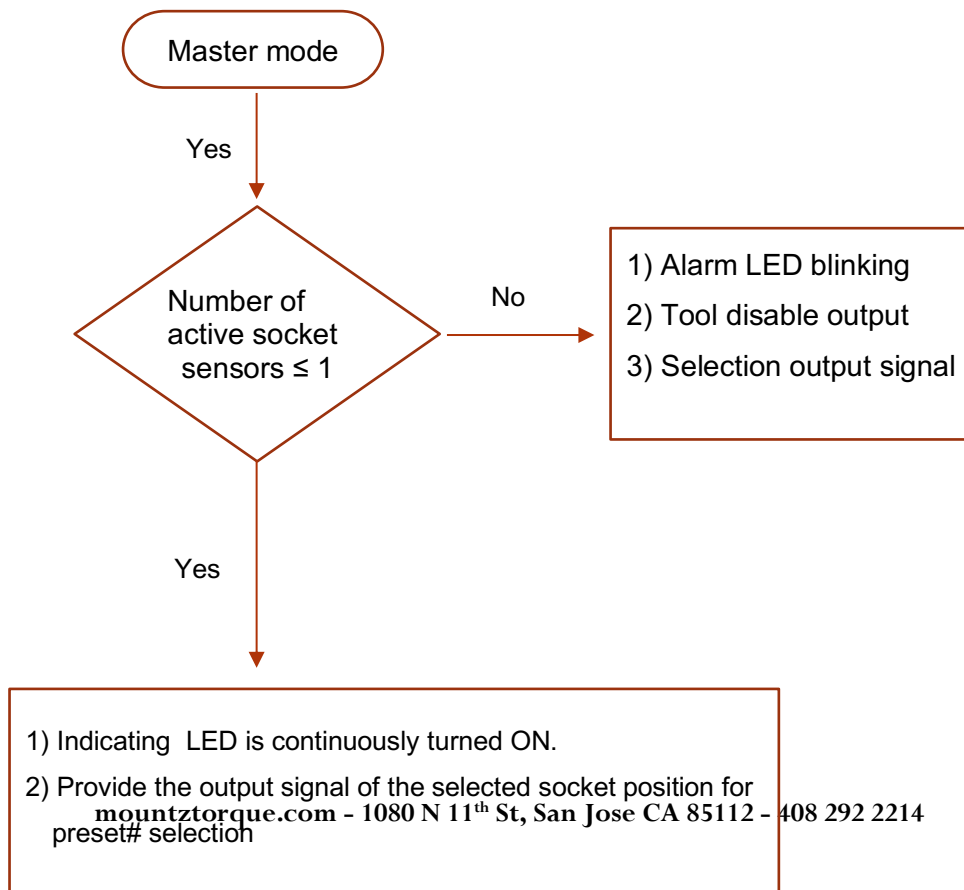 Master mode
Yes
Number of
active socket
sensors ≤ 1
No
1) Alarm LED blinking
2) Tool disable output
3) Selection output signal
Yes
1) Indicating LED is continuously turned ON.
2) Provide the output signal of the selected socket position for
mountztorque.com - 1080 N 11th St, San Jose CA 85112 - 408 292 2214
preset# selection